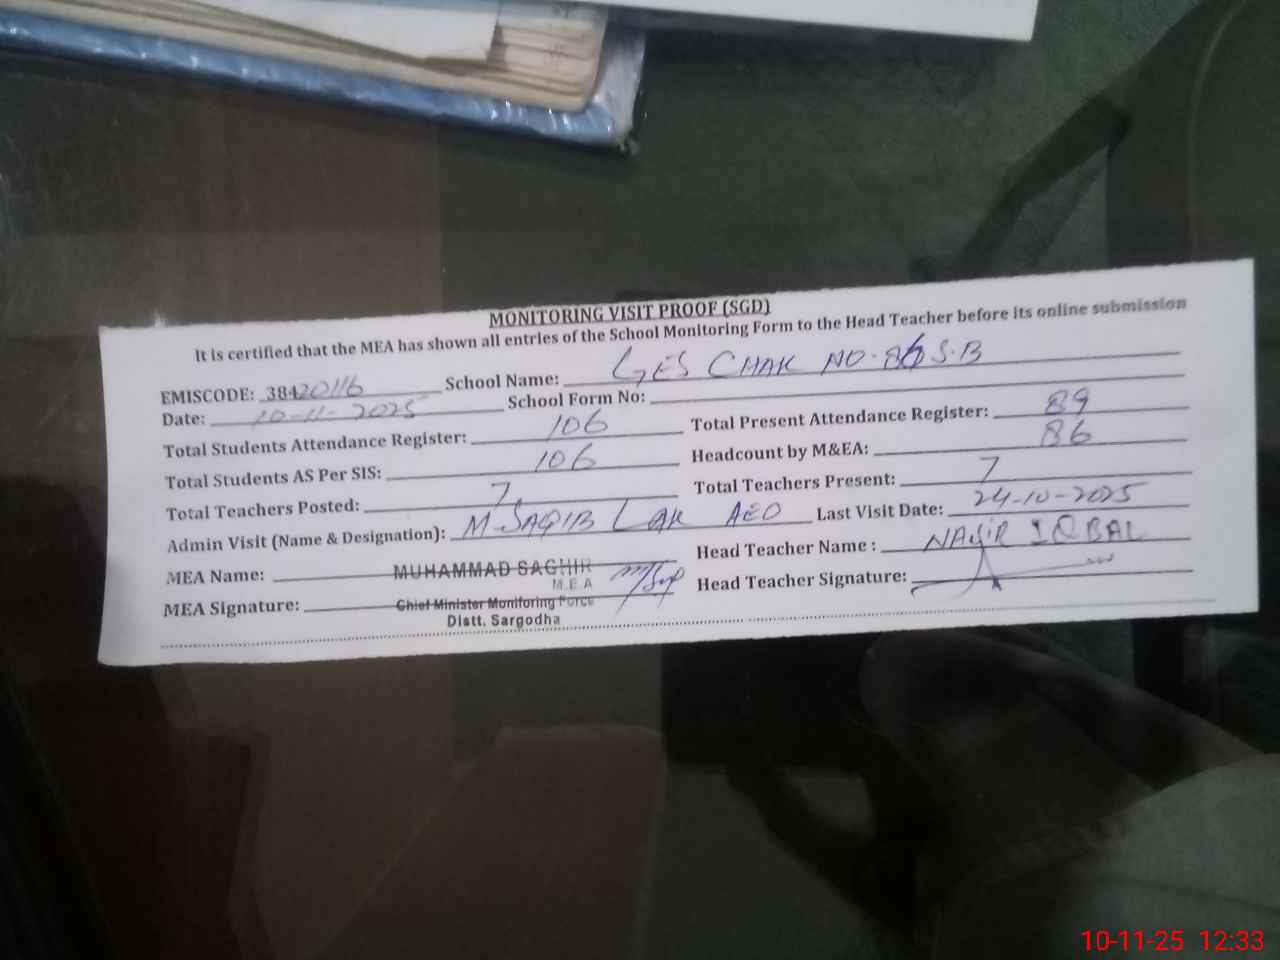 MONITORING VISIT PROOF (SGD)
It is certified that the MEA has shown all entries of the School Monitoring Form to the Head Teacher before its online submission
EMISCODE: 38420116 School Name: GES CHAK NO. 86 S.B
Date: 10-11-2025 School Form No:
Total Students Attendance Register: 106 Total Present Attendance Register: 89
Total Students AS Per SIS: 106 Headcount by M&EA: 86
Total Teachers Posted: 7 Total Teachers Present: 7
Admin Visit (Name & Designation): M. SAQIB LAK AEO Last Visit Date: 24-10-2025
MEA Name: MUHAMMAD SAGHIR Head Teacher Name : NASIR IQBAL
M.E.A
MEA Signature: Chief Minister Monitoring Force Head Teacher Signature:
Distt. Sargodha
10-11-25 12:33